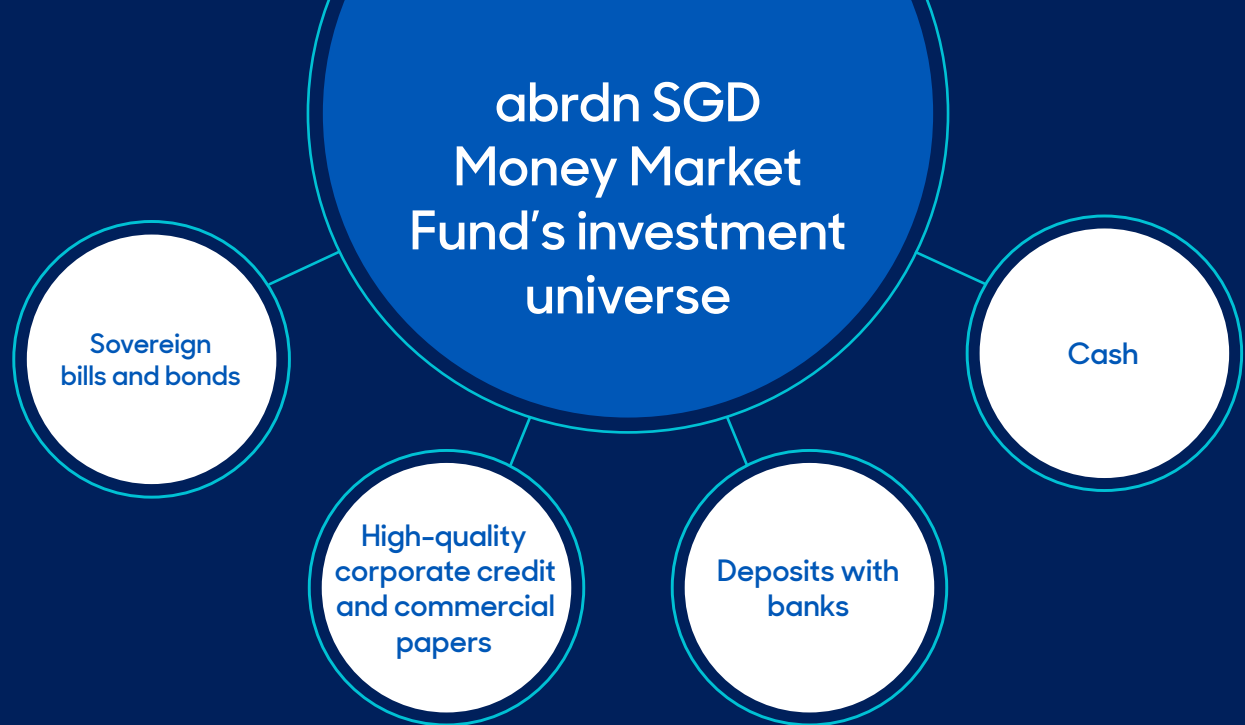 abrdn SGD
Money Market
Fund’s investment
universe
Sovereign
bills and bonds
High-quality
corporate credit
and commercial
papers
Deposits with
banks
Cash